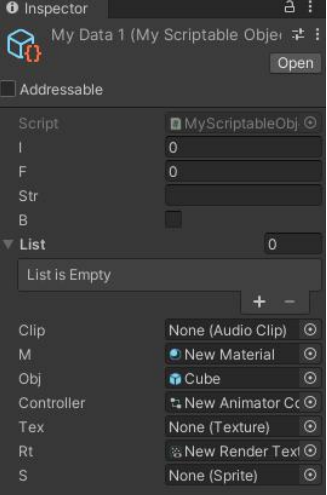 Inspector
My Data 1 (My Scriptable Obje
Open
Addressable
Script MyScriptableObj
I 0
F 0
Str
B
List 0
List is Empty
+ −
Clip None (Audio Clip)
M New Material
Obj Cube
Controller New Animator Co
Tex None (Texture)
Rt New Render Text
S None (Sprite)